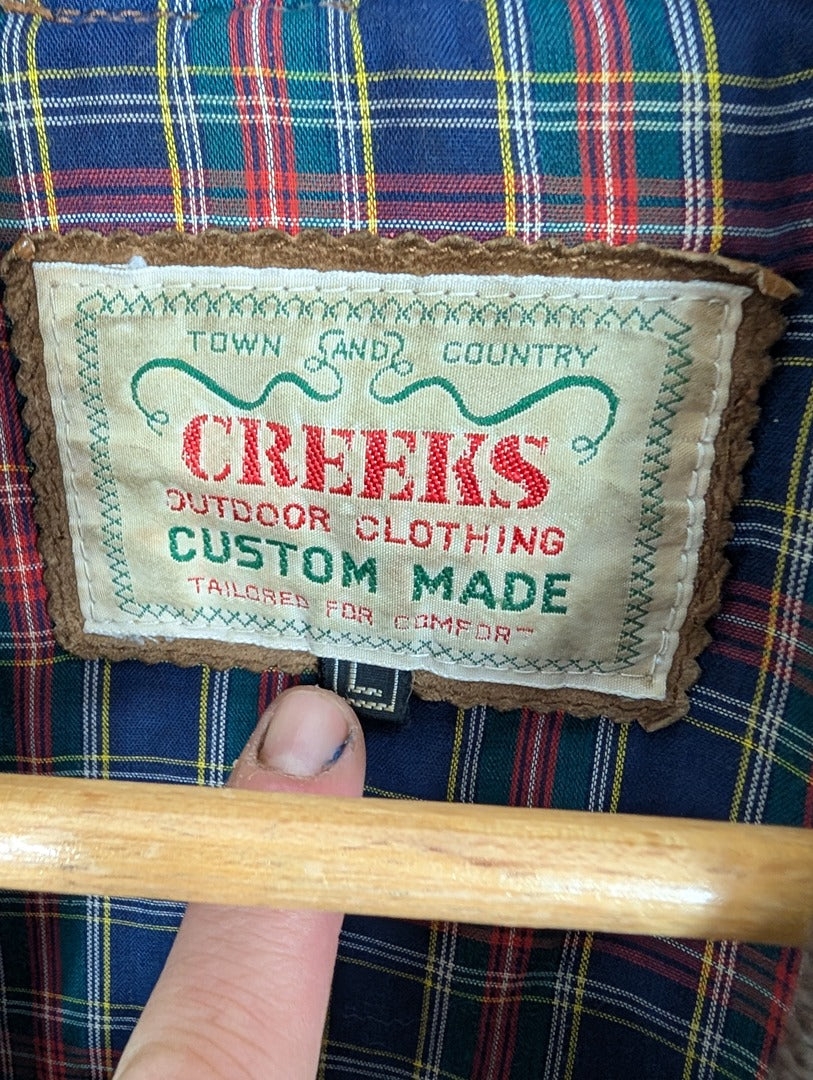 TOWN AND COUNTRY
CREEKS
OUTDOOR CLOTHING
CUSTOM MADE
TAILORED FOR COMFORT
L